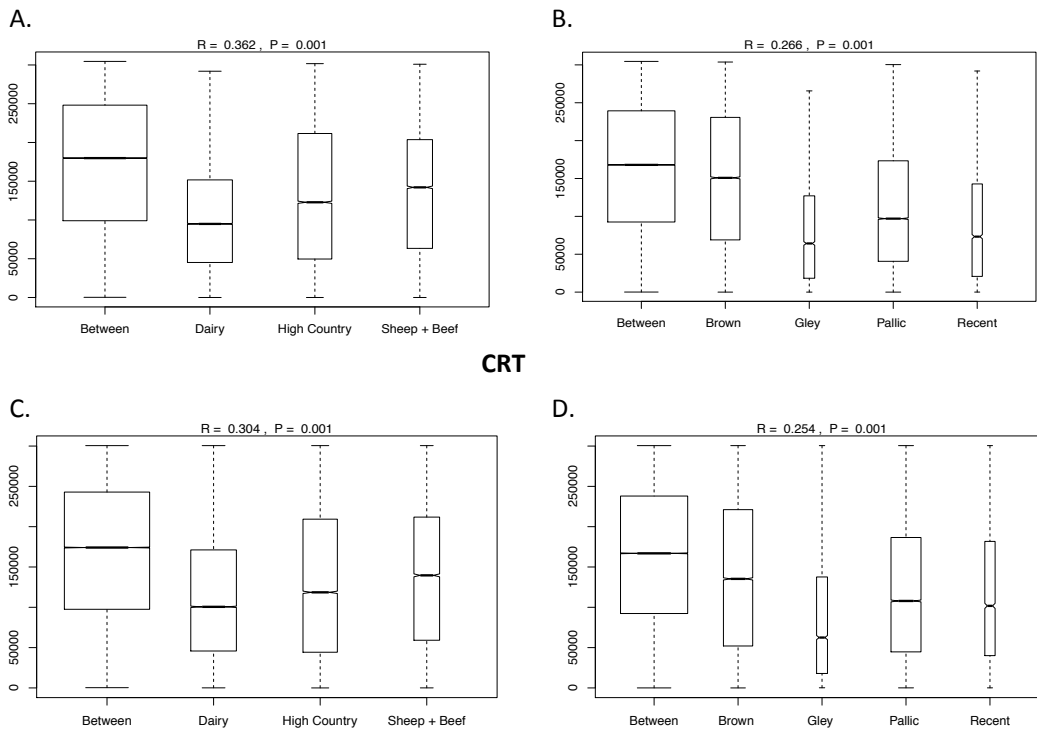 A.
R = 0.362 , P = 0.001
250000
150000
50000
0
Between Dairy High Country Sheep + Beef
B.
R = 0.266 , P = 0.001
250000
150000
50000
0
Between Brown Gley Pallic Recent
CRT
C.
R = 0.304 , P = 0.001
250000
150000
50000
0
Between Dairy High Country Sheep + Beef
D.
R = 0.254 , P = 0.001
250000
150000
50000
0
Between Brown Gley Pallic Recent